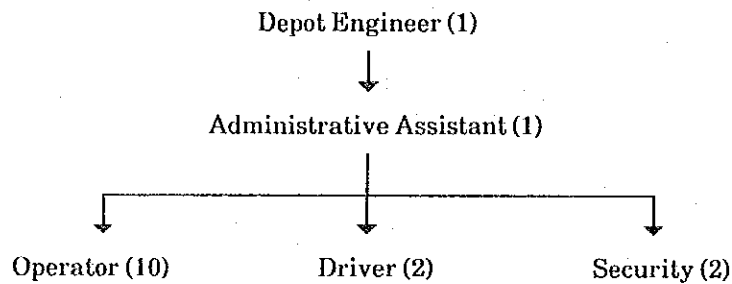 Depot Engineer (1)
Administrative Assistant (1)
Operator (10) Driver (2) Security (2)